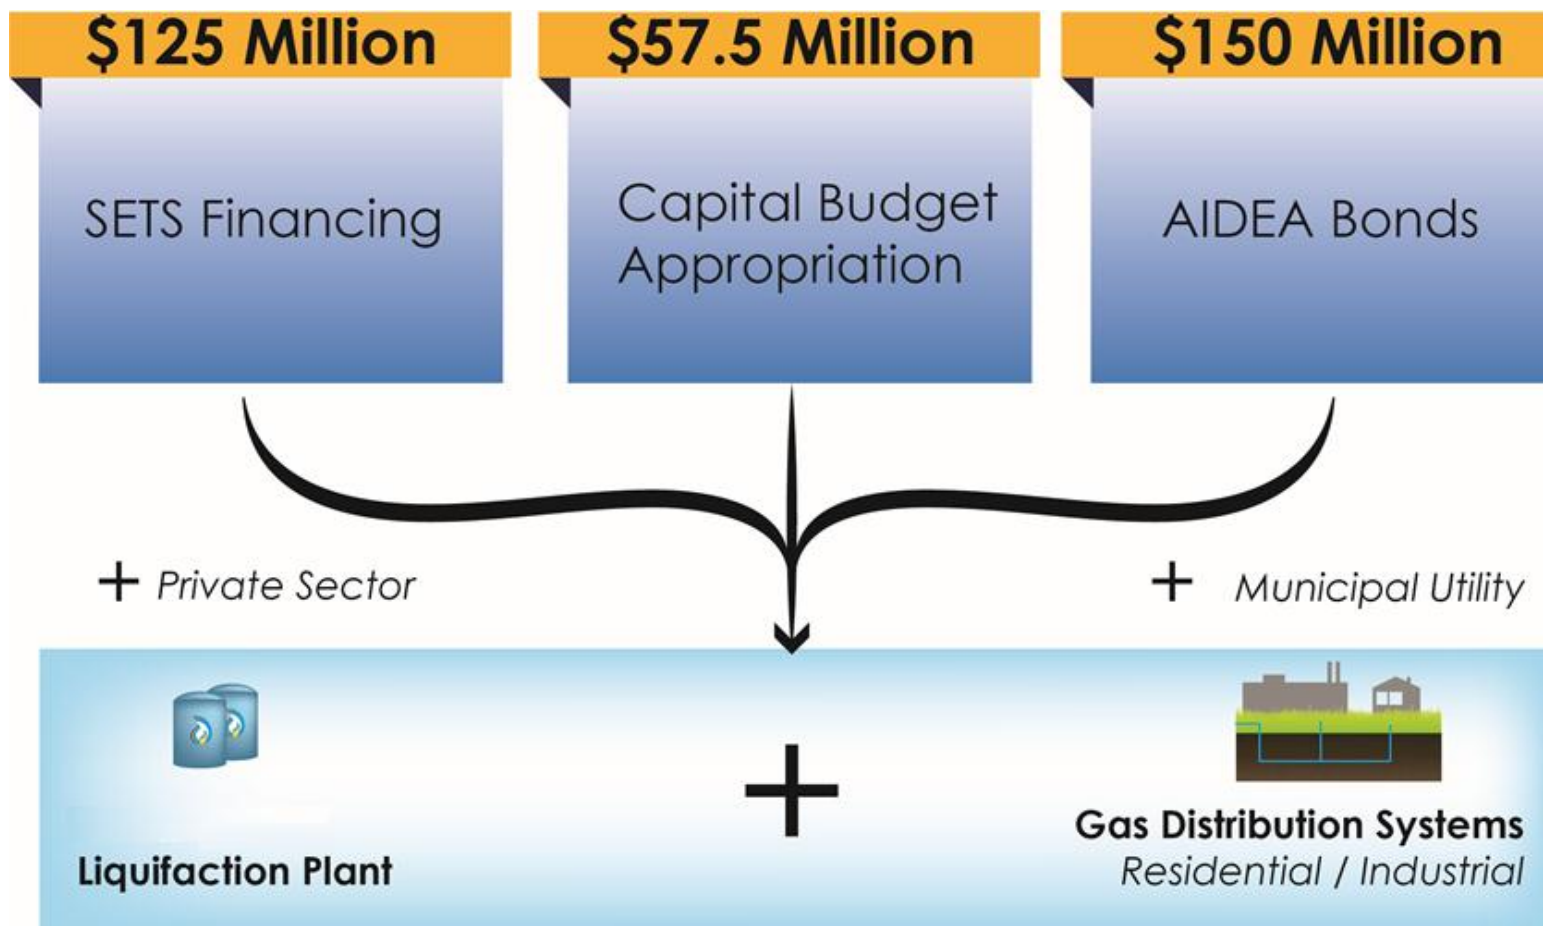 $125 Million
$57.5 Million
$150 Million
SETS Financing
Capital Budget
Appropriation
AIDEA Bonds
+ Private Sector
+ Municipal Utility
+
Liquifaction Plant
Gas Distribution Systems
Residential / Industrial